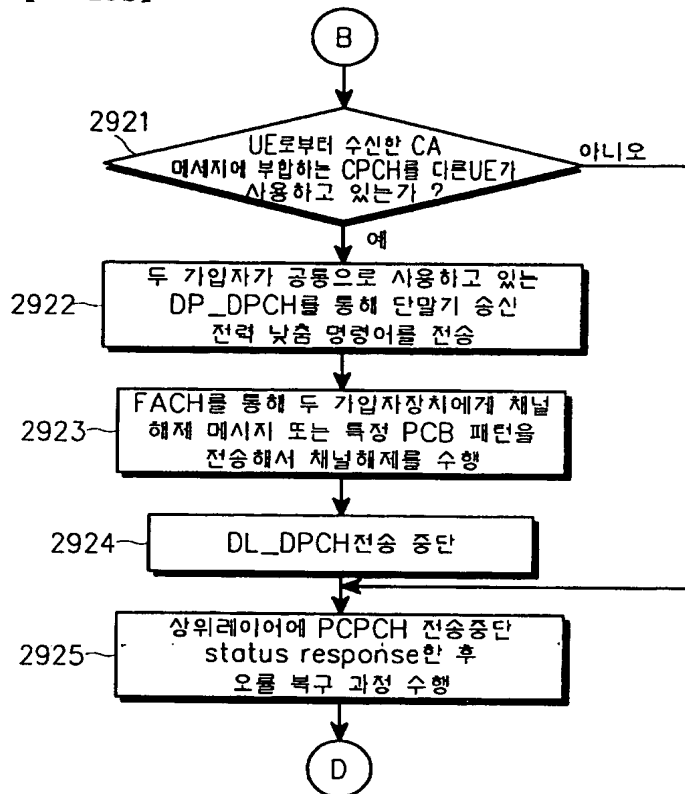 B
2921
UE로부터 수신한 CA
메세지에 부합하는 CPCH를 다른UE가
사용하고 있는가 ?
아니오
예
2922
두 가입자가 공통으로 사용하고 있는
DP_DPCH를 통해 단말기 송신
전력 낮춤 명령어를 전송
2923
FACH를 통해 두 가입자장치에게 채널
해제 메시지 또는 특정 PCB 패턴을
전송해서 채널해제를 수행
2924
DL_DPCH전송 중단
2925
상위레이어에 PCPCH 전송중단
status response한 후
오률 복구 과정 수행
D